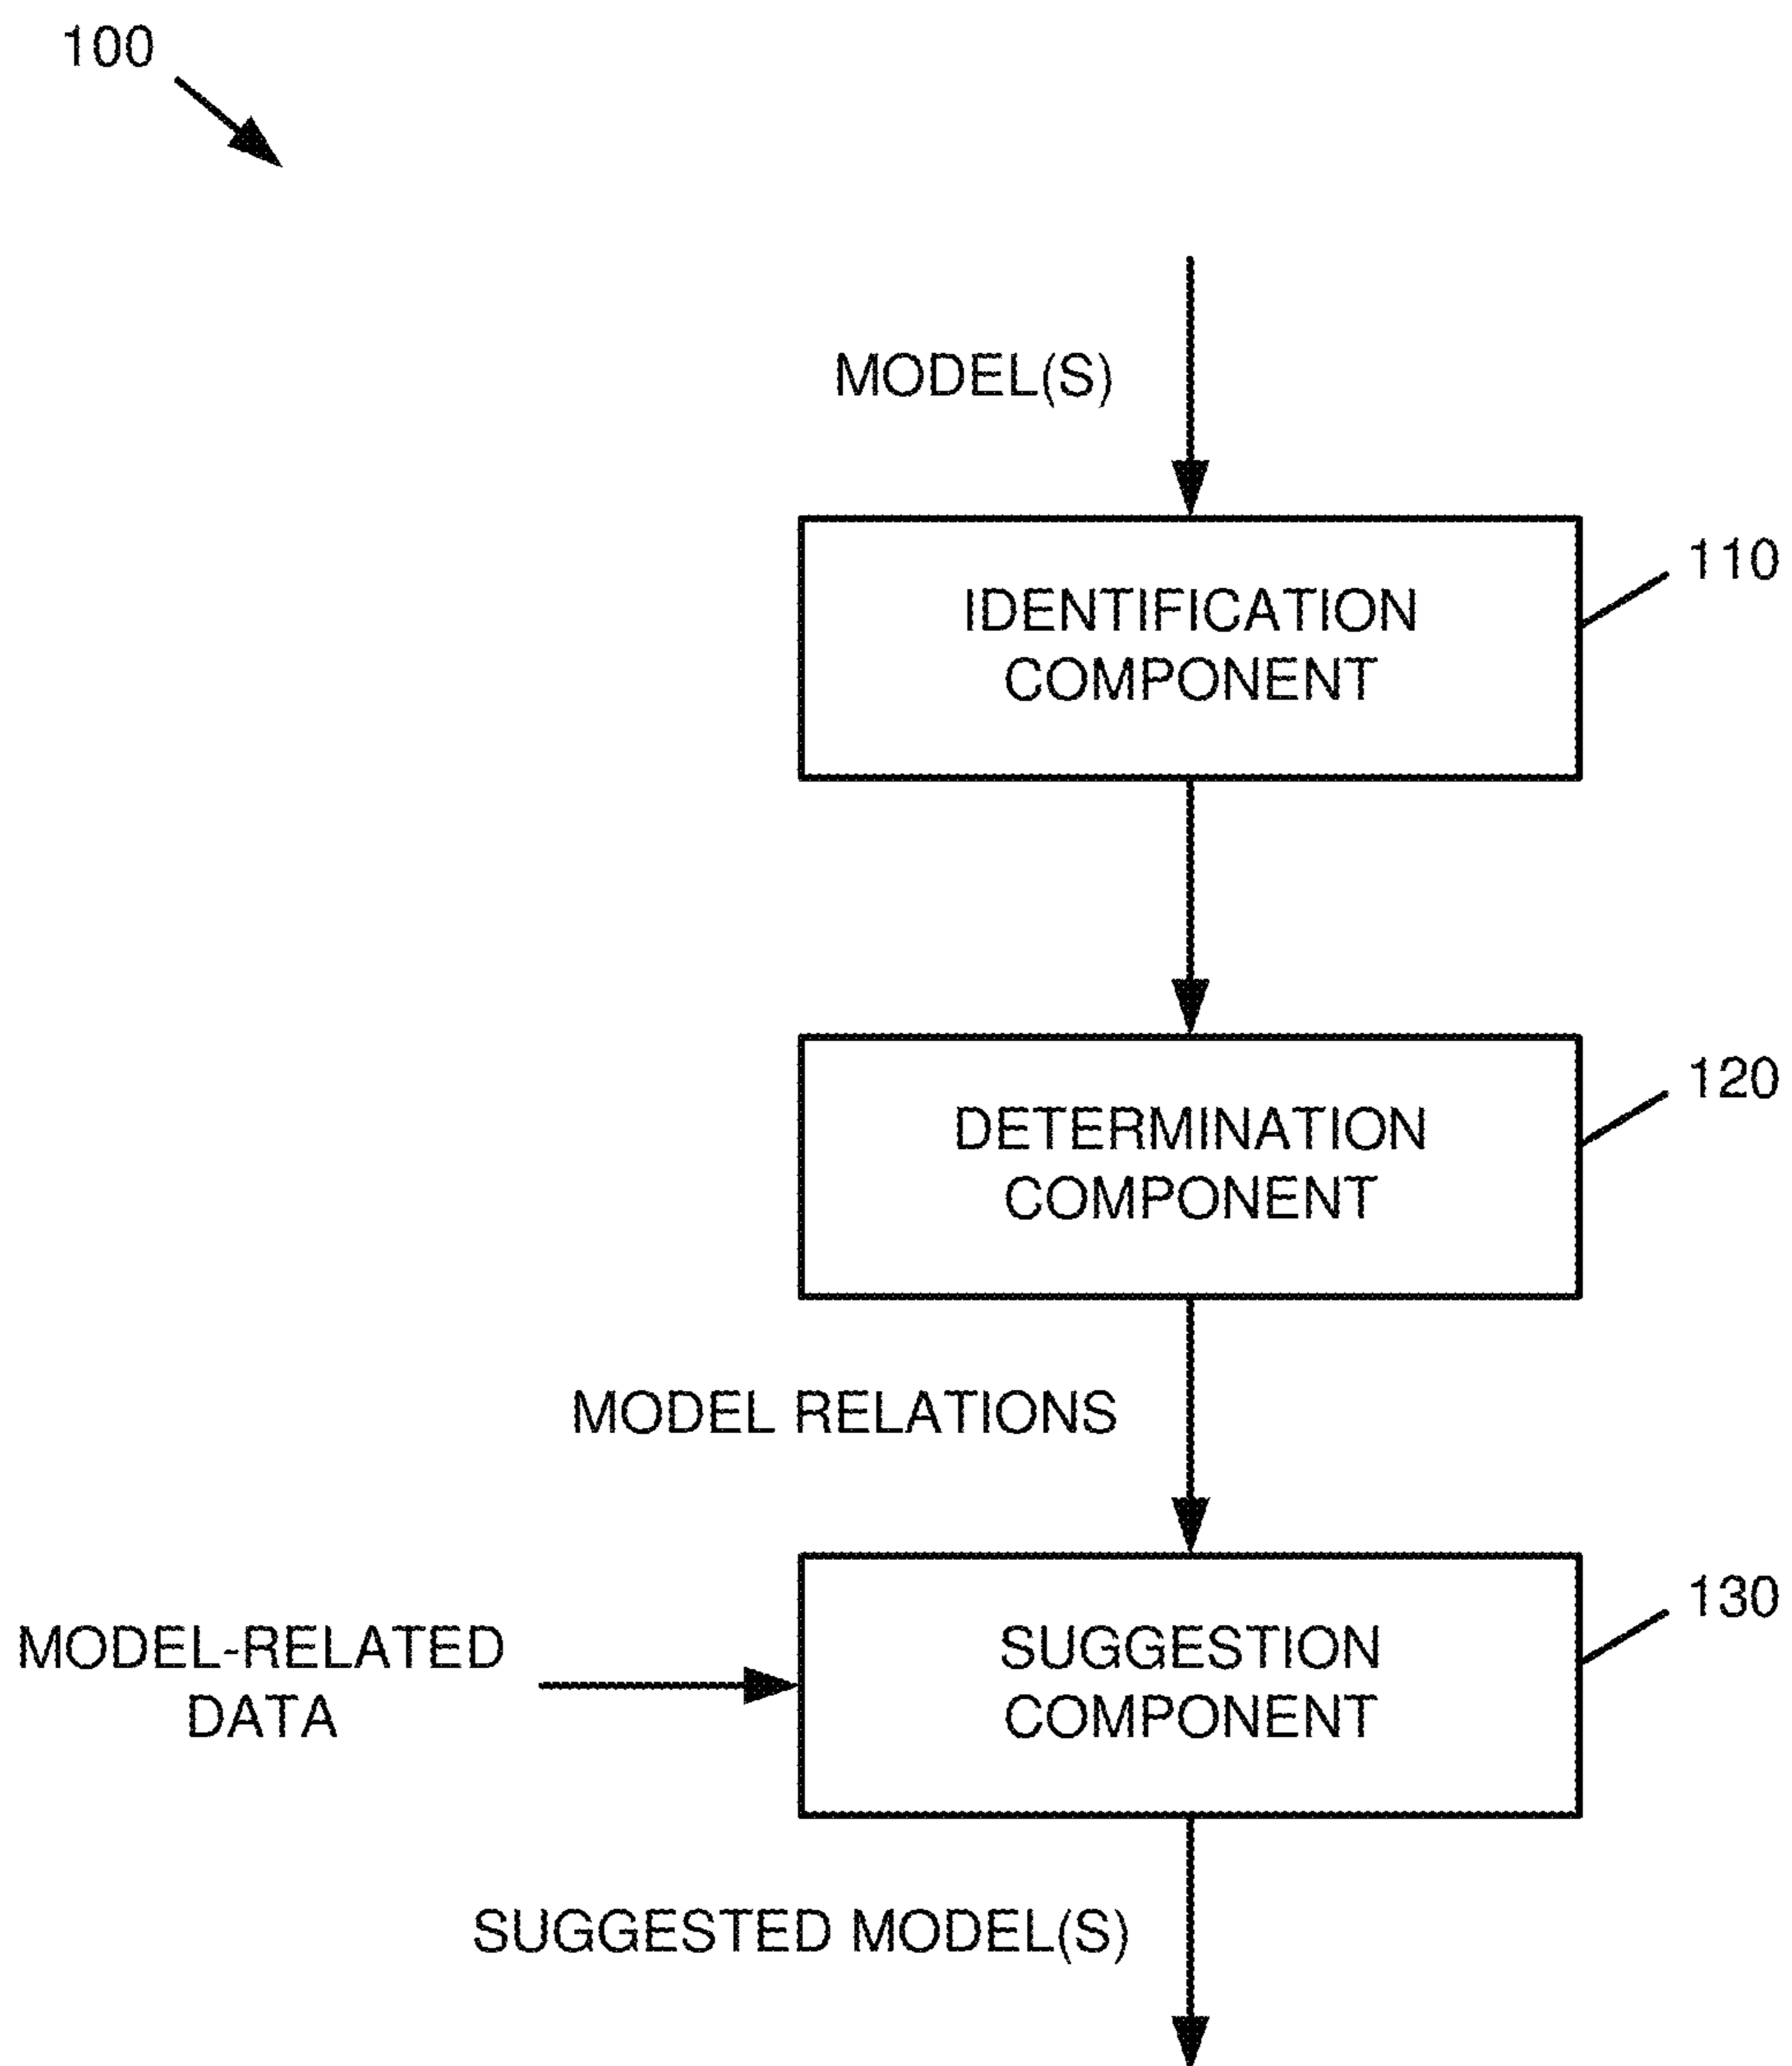 100
MODEL(S)
IDENTIFICATION
COMPONENT
110
DETERMINATION
COMPONENT
120
MODEL RELATIONS
MODEL-RELATED
DATA
SUGGESTION
COMPONENT
130
SUGGESTED MODEL(S)